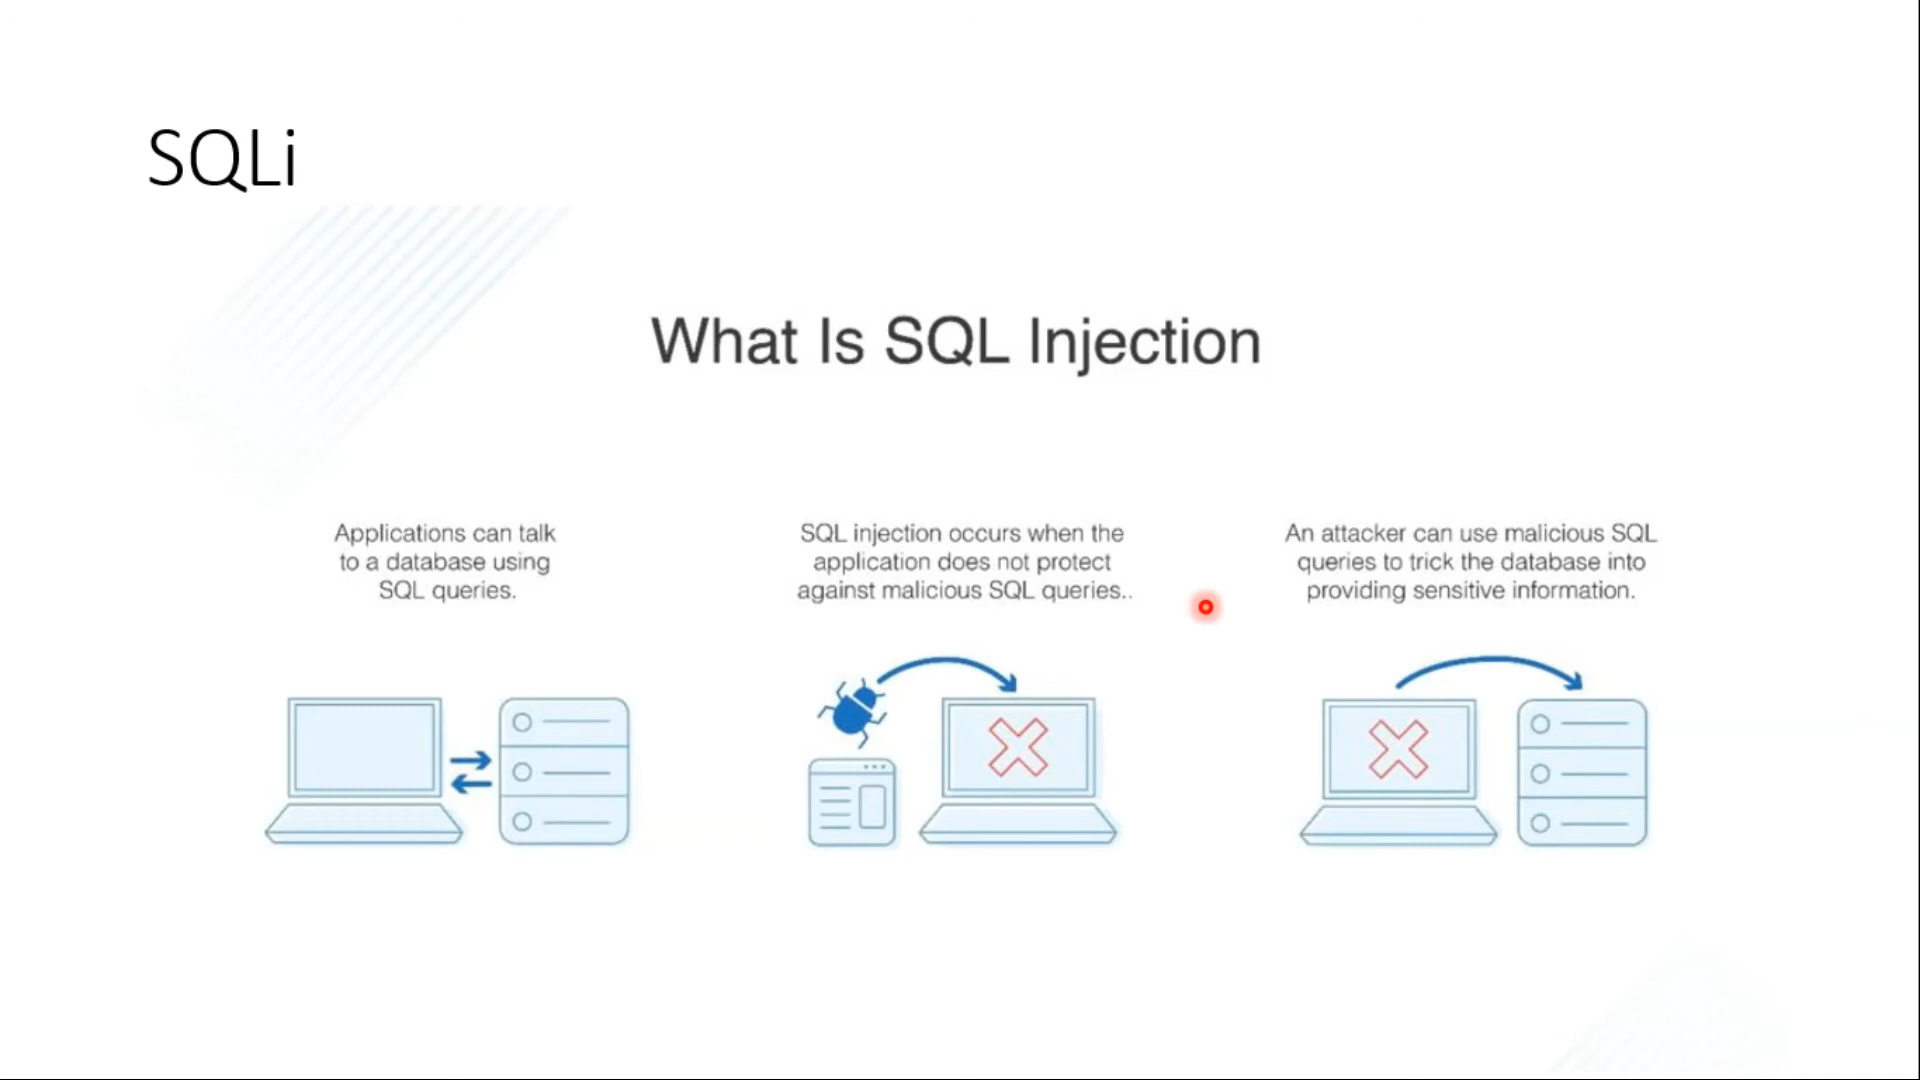 SQLi
What Is SQL Injection
Applications can talk
to a database using
SQL queries.
SQL injection occurs when the
application does not protect
against malicious SQL queries..
An attacker can use malicious SQL
queries to trick the database into
providing sensitive information.